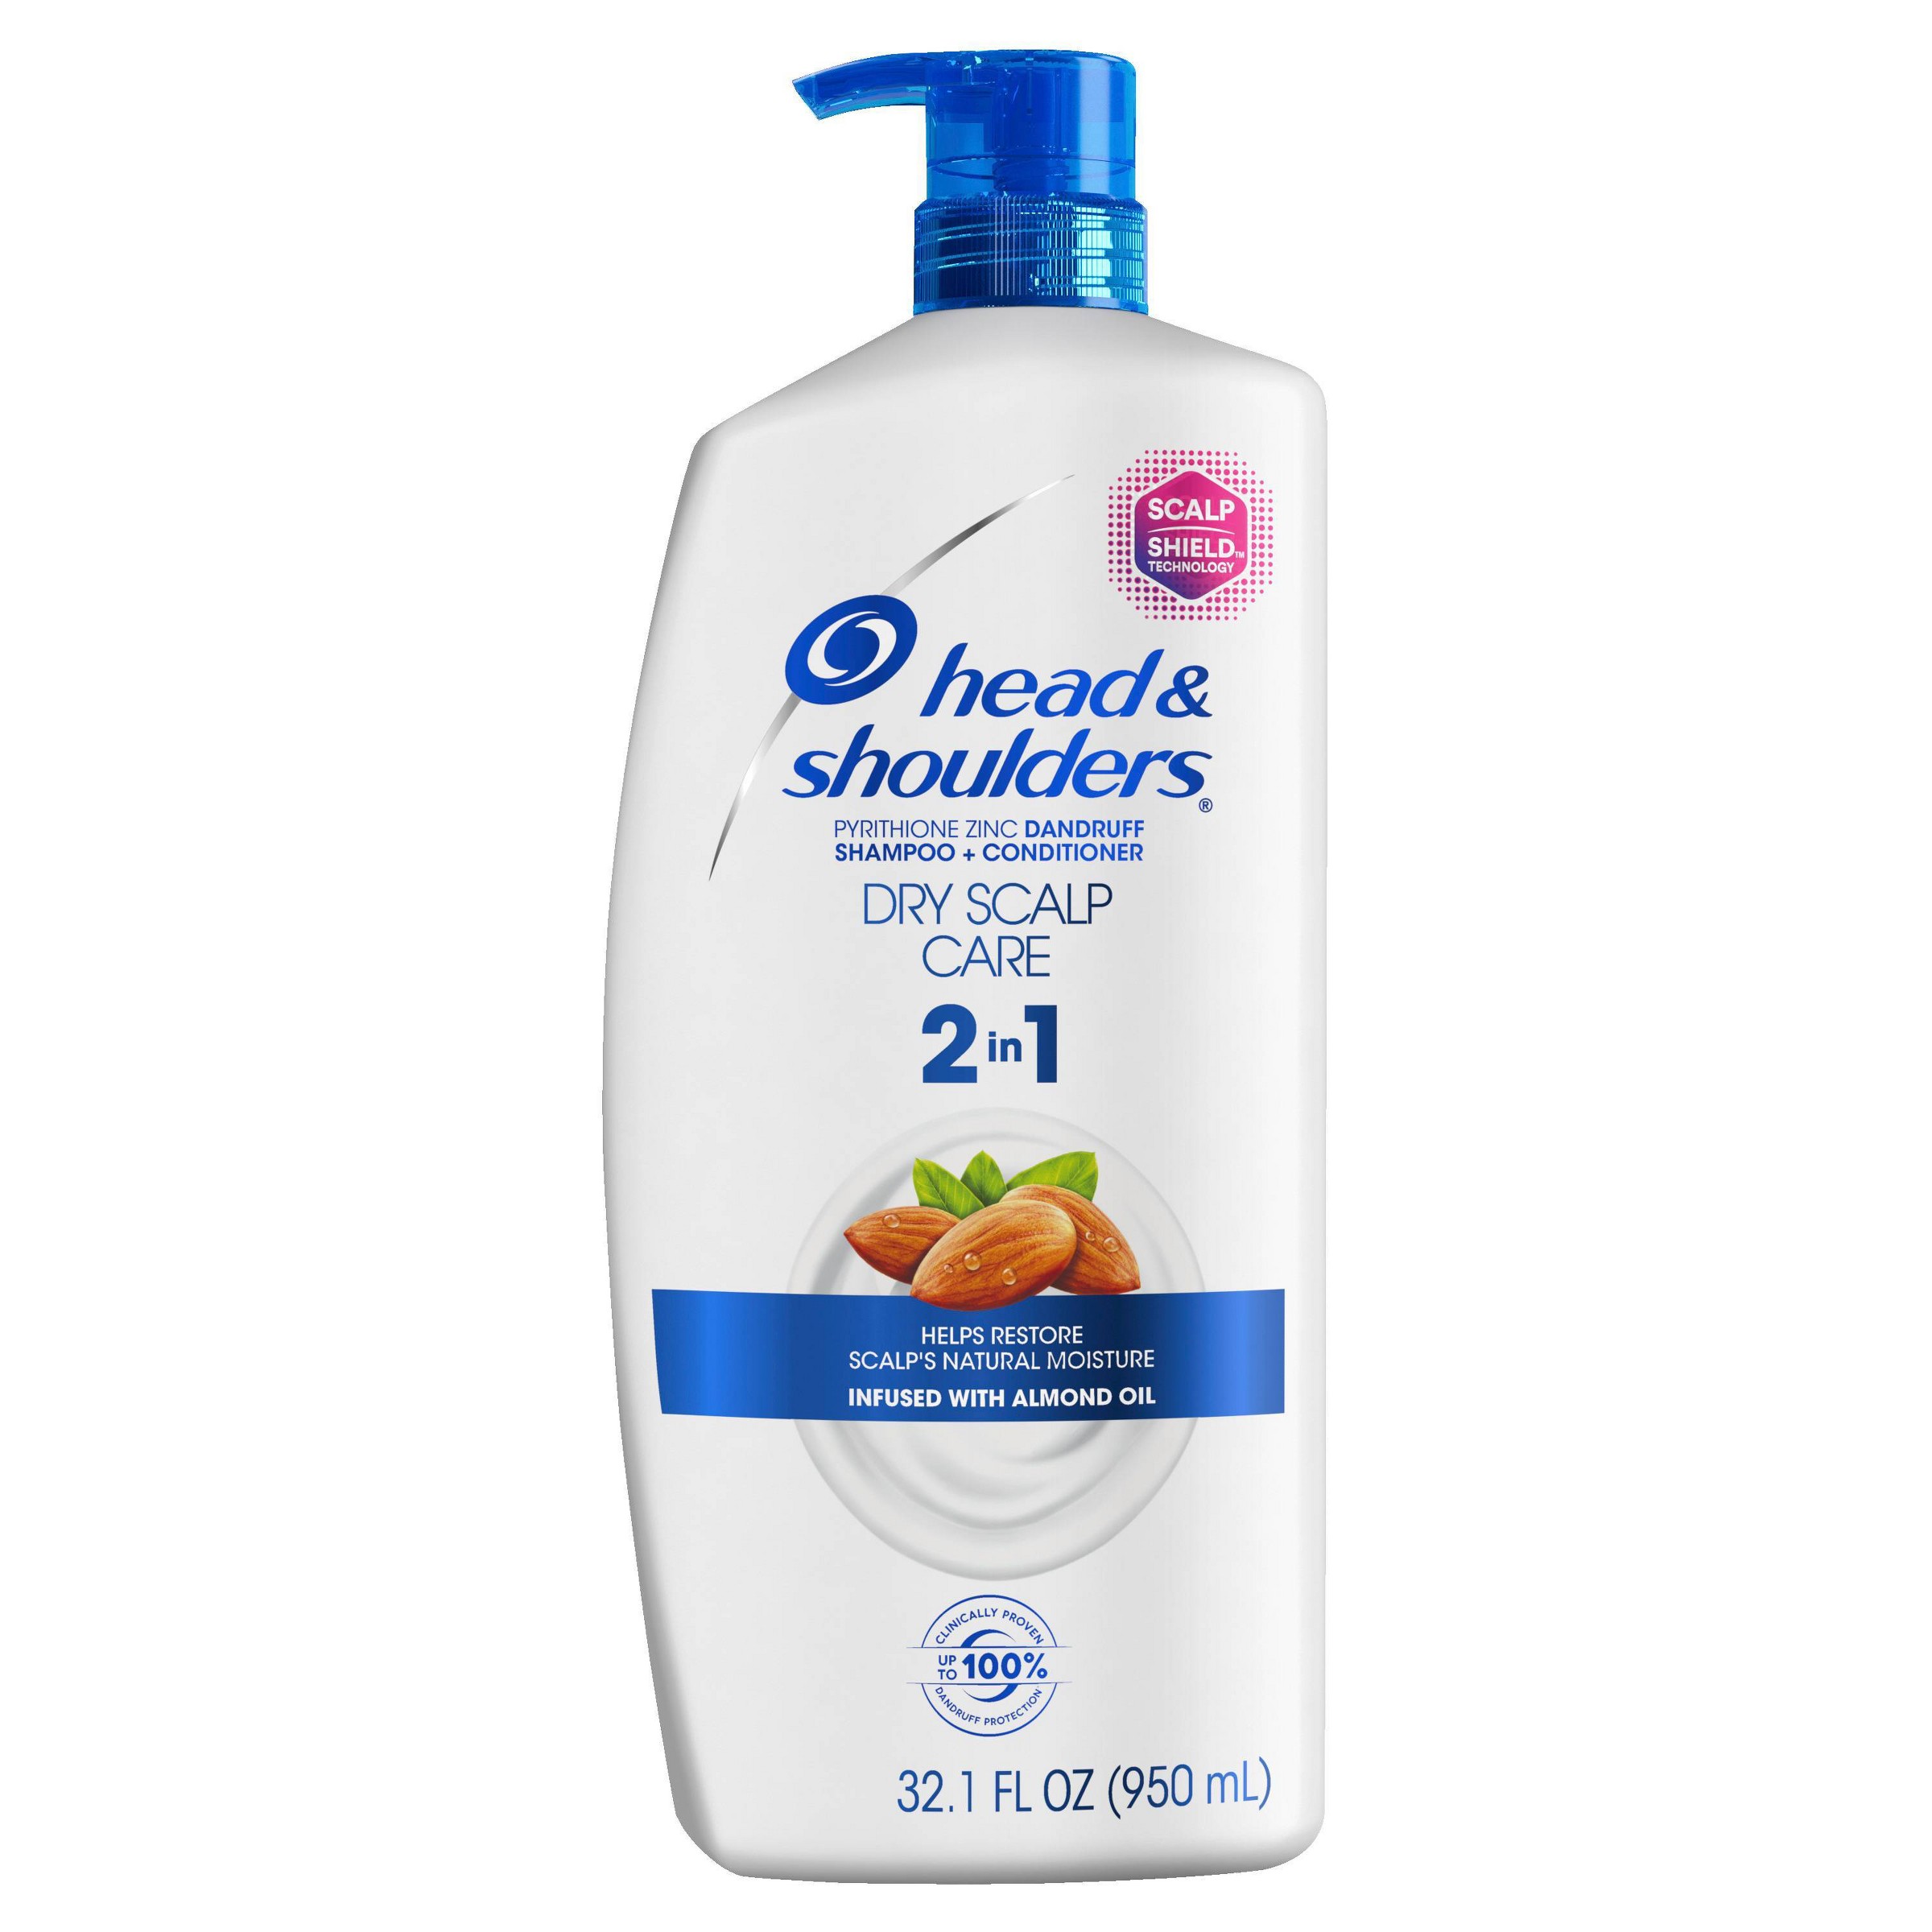 SCALP
SHIELD™
TECHNOLOGY
head &
shoulders®
PYRITHIONE ZINC DANDRUFF
SHAMPOO + CONDITIONER
DRY SCALP
CARE
2 in 1
HELPS RESTORE
SCALP'S NATURAL MOISTURE
INFUSED WITH ALMOND OIL
CLINICALLY PROVEN
UP TO 100%
DANDRUFF PROTECTION
32.1 FL OZ (950 mL)